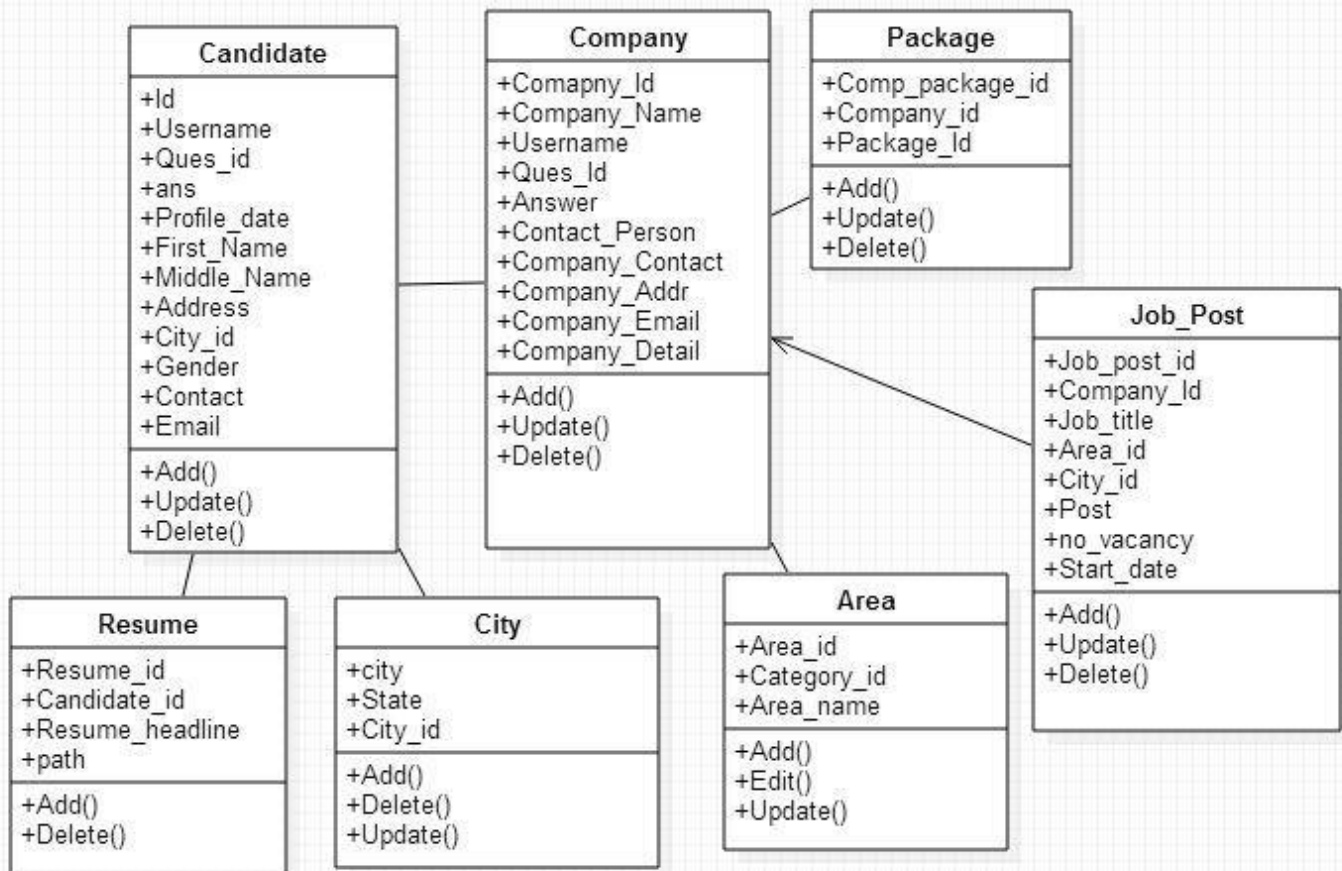 Candidate
+Id
+Username
+Ques_id
+ans
+Profile_date
+First_Name
+Middle_Name
+Address
+City_id
+Gender
+Contact
+Email
+Add()
+Update()
+Delete()
Company
+Comapny_Id
+Company_Name
+Username
+Ques_Id
+Answer
+Contact_Person
+Company_Contact
+Company_Addr
+Company_Email
+Company_Detail
+Add()
+Update()
+Delete()
Package
+Comp_package_id
+Company_id
+Package_Id
+Add()
+Update()
+Delete()
Job_Post
+Job_post_id
+Company_Id
+Job_title
+Area_id
+City_id
+Post
+no_vacancy
+Start_date
+Add()
+Update()
+Delete()
Resume
+Resume_id
+Candidate_id
+Resume_headline
+path
+Add()
+Delete()
City
+city
+State
+City_id
+Add()
+Delete()
+Update()
Area
+Area_id
+Category_id
+Area_name
+Add()
+Edit()
+Update()